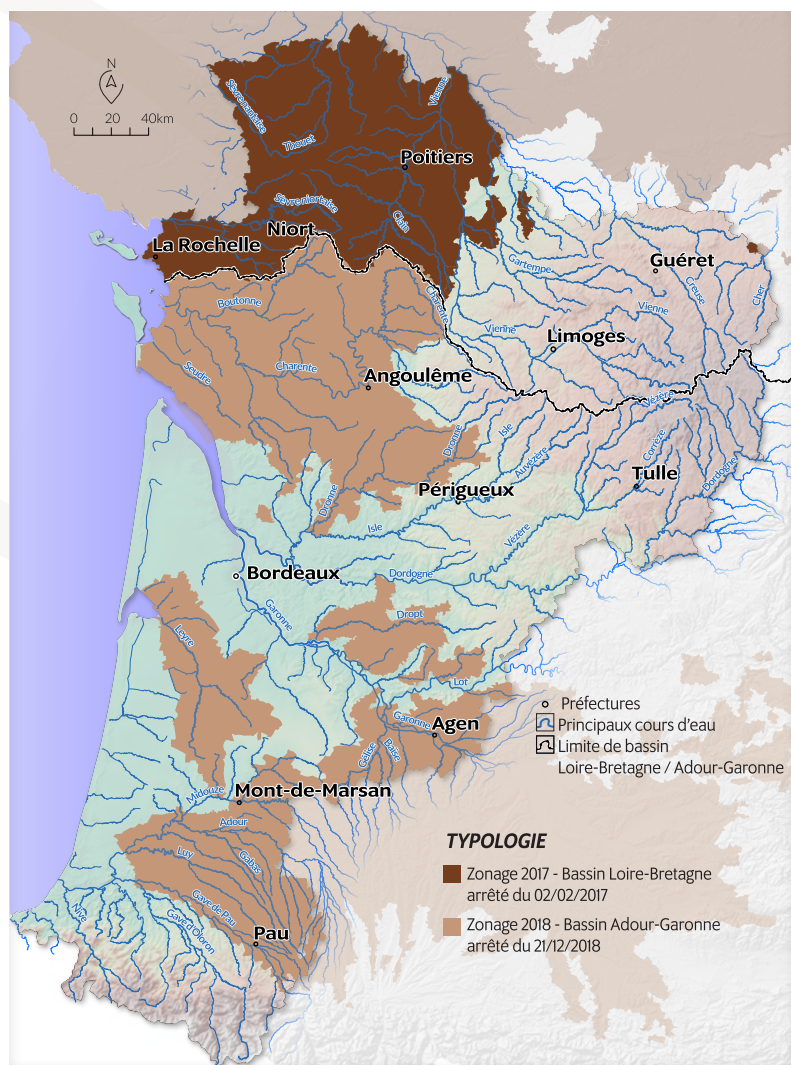 N
0 20 40km
Sèvre nantaise
Vienne
Thouet
Poitiers
Sèvre niortaise
Clain
Niort
La Rochelle
Gartempe
Guéret
Creuse
Cher
Boutonne
Charente
Vienne
Vienne
Limoges
Seudre
Charente
Angoulême
Vézère
Isle
Dronne
Auvézère
Corrèze
Tulle
Dordogne
Périgueux
Dronne
Isle
Vézère
Bordeaux
Dordogne
Garonne
Dropt
Leyre
Lot
Garonne
Agen
Gélise
Baïse
Midouze
Mont-de-Marsan
Adour
Luy
Gabas
Gave de Pau
Nive
Gave d'Oloron
Pau
Préfectures
Principaux cours d'eau
Limite de bassin
Loire-Bretagne / Adour-Garonne
TYPOLOGIE
Zonage 2017 - Bassin Loire-Bretagne
arrêté du 02/02/2017
Zonage 2018 - Bassin Adour-Garonne
arrêté du 21/12/2018